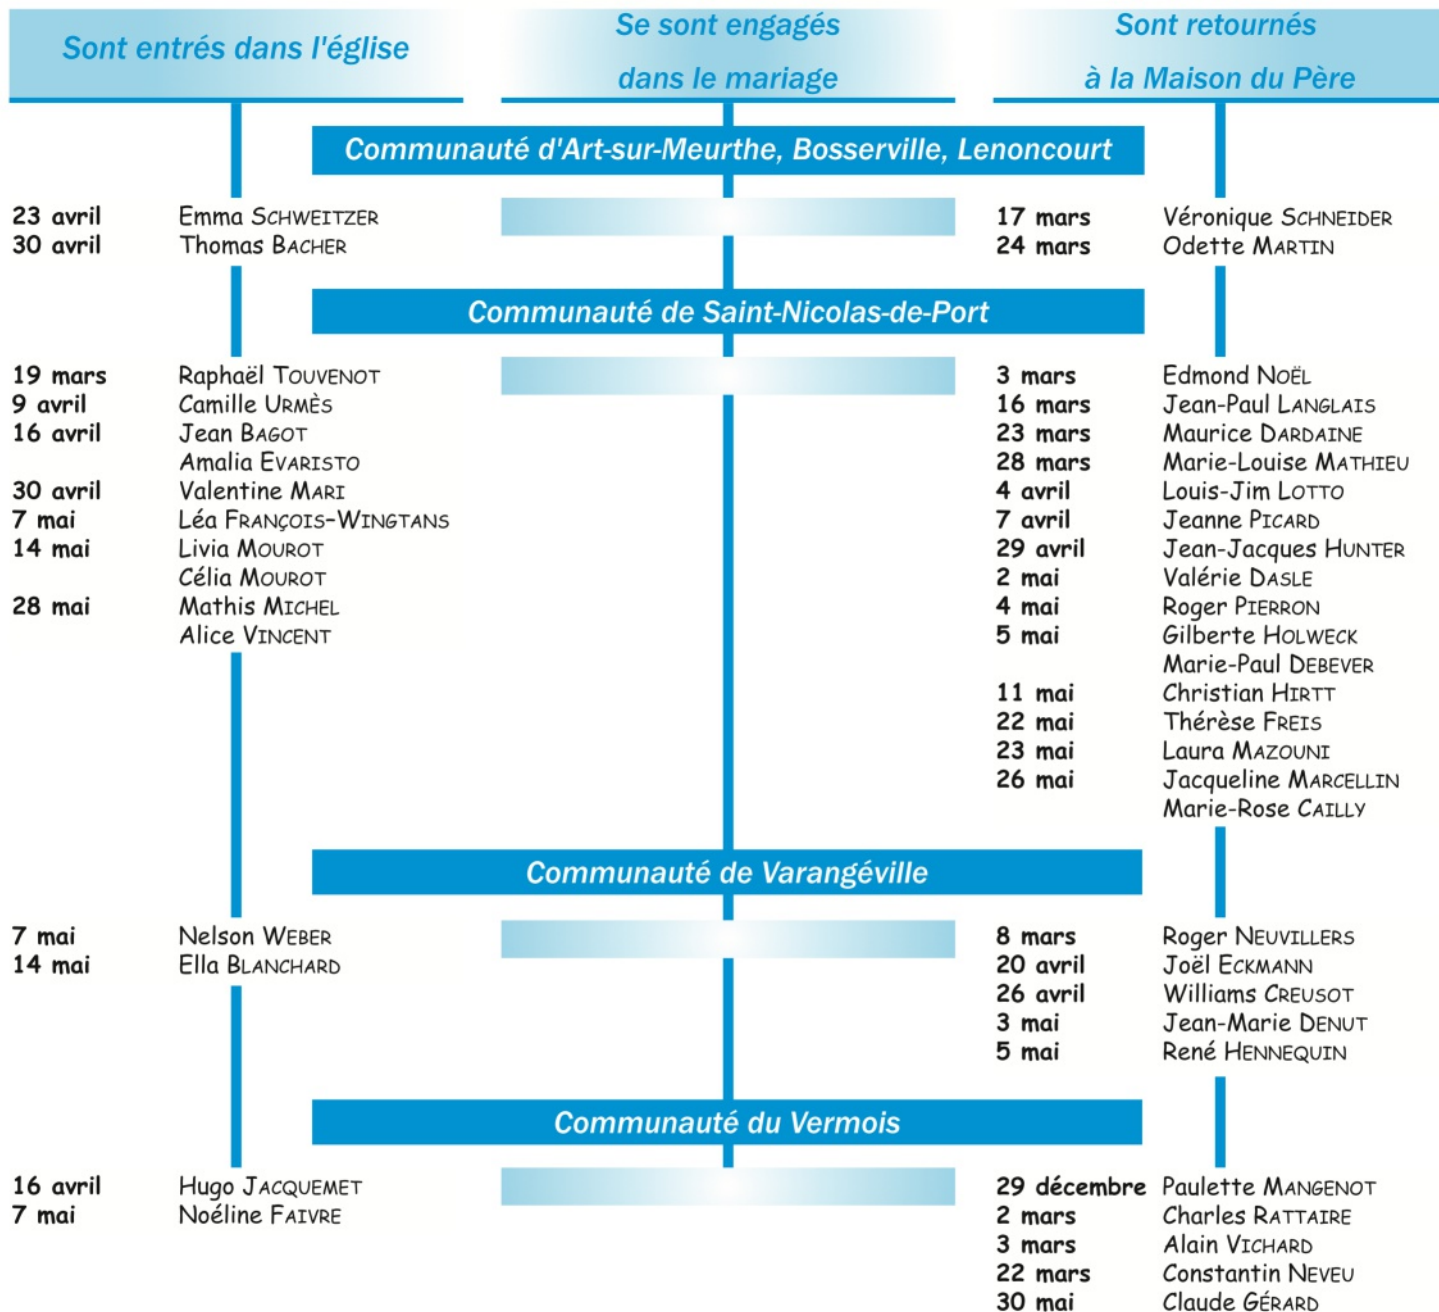 Sont entrés dans l'église
Se sont engagés
dans le mariage
Sont retournés
à la Maison du Père
Communauté d'Art-sur-Meurthe, Bosserville, Lenoncourt
23 avril Emma SCHWEITZER
30 avril Thomas BACHER
17 mars Véronique SCHNEIDER
24 mars Odette MARTIN
Communauté de Saint-Nicolas-de-Port
19 mars Raphaël TOUVENOT
9 avril Camille URMÈS
16 avril Jean BAGOT
Amalia EVARISTO
30 avril Valentine MARI
7 mai Léa FRANÇOIS-WINGTANS
14 mai Livia MOUROT
Célia MOUROT
28 mai Mathis MICHEL
Alice VINCENT
3 mars Edmond NOËL
16 mars Jean-Paul LANGLAIS
23 mars Maurice DARDAINE
28 mars Marie-Louise MATHIEU
4 avril Louis-Jim LOTTO
7 avril Jeanne PICARD
29 avril Jean-Jacques HUNTER
2 mai Valérie DASLE
4 mai Roger PIERRON
5 mai Gilberte HOLWECK
Marie-Paul DEBEVER
11 mai Christian HIRTT
22 mai Thérèse FREIS
23 mai Laura MAZOUNI
26 mai Jacqueline MARCELLIN
Marie-Rose CAILLY
Communauté de Varangéville
7 mai Nelson WEBER
14 mai Ella BLANCHARD
8 mars Roger NEUVILLERS
20 avril Joël ECKMANN
26 avril Williams CREUSOT
3 mai Jean-Marie DENUT
5 mai René HENNEQUIN
Communauté du Vermois
16 avril Hugo JACQUEMET
7 mai Noéline FAIVRE
29 décembre Paulette MANGENOT
2 mars Charles RATTAIRE
3 mars Alain VICHARD
22 mars Constantin NEVEU
30 mai Claude GÉRARD